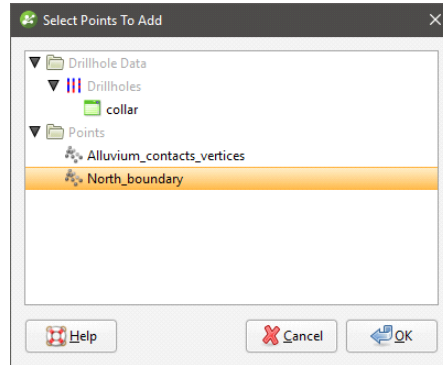 Select Points To Add
Drillhole Data
Drillholes
collar
Points
Alluvium_contacts_vertices
North_boundary
Help
Cancel
OK